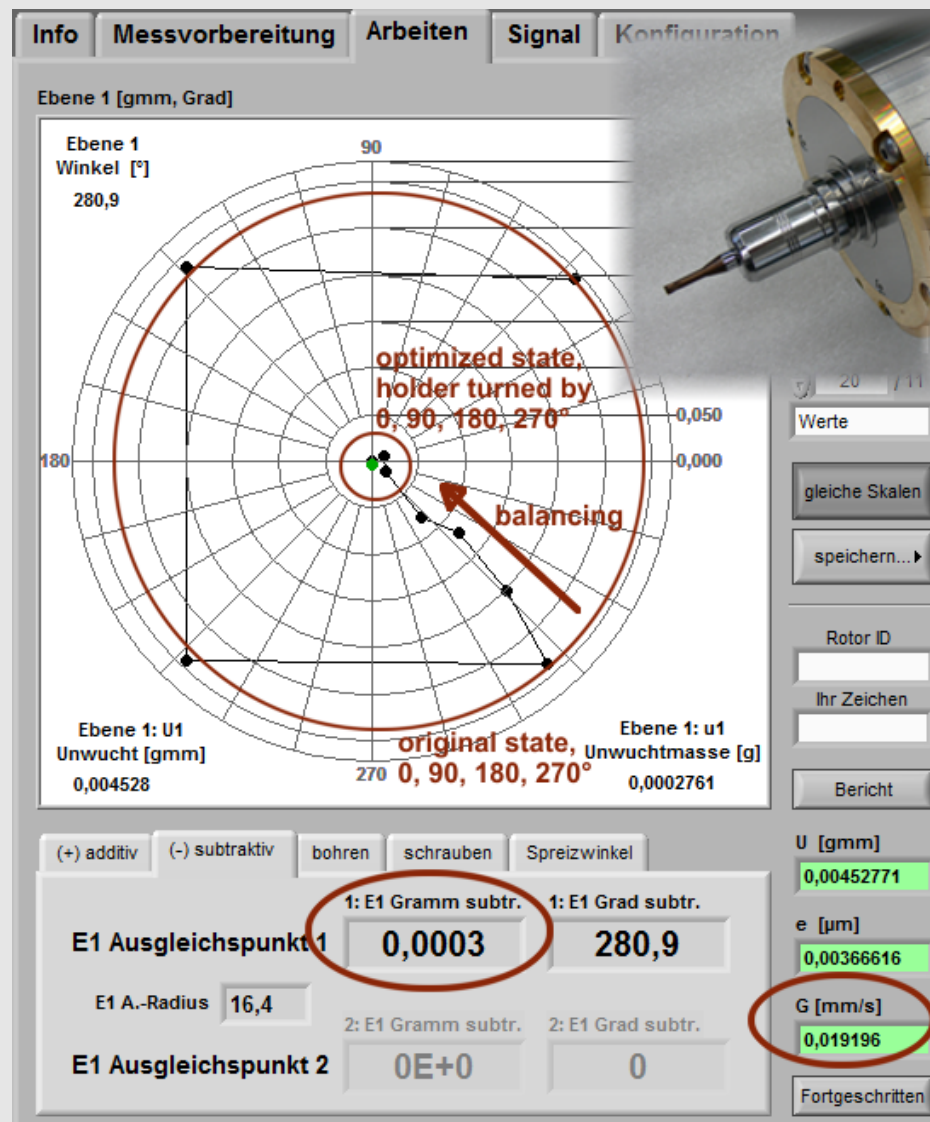 Info Messvorbereitung Arbeiten Signal Konfiguration
Ebene 1 [gmm, Grad]
Ebene 1
Winkel [°]
280,9
90
optimized state,
holder turned by
0, 90, 180, 270°
0,050
180
0,000
balancing
Ebene 1: U1
Unwucht [gmm]
0,004528
original state,
0, 90, 180, 270°
270
Ebene 1: u1
Unwuchtmasse [g]
0,0002761
20 / 11
Werte
gleiche Skalen
speichern...
Rotor ID
Ihr Zeichen
Bericht
(+) additiv (-) subtraktiv bohren schrauben Spreizwinkel
1: E1 Gramm subtr. 1: E1 Grad subtr.
E1 Ausgleichspunkt 1 0,0003 280,9
E1 A.-Radius 16,4
2: E1 Gramm subtr. 2: E1 Grad subtr.
E1 Ausgleichspunkt 2 0E+0 0
U [gmm]
0,00452771
e [µm]
0,00366616
G [mm/s]
0,019196
Fortgeschritten